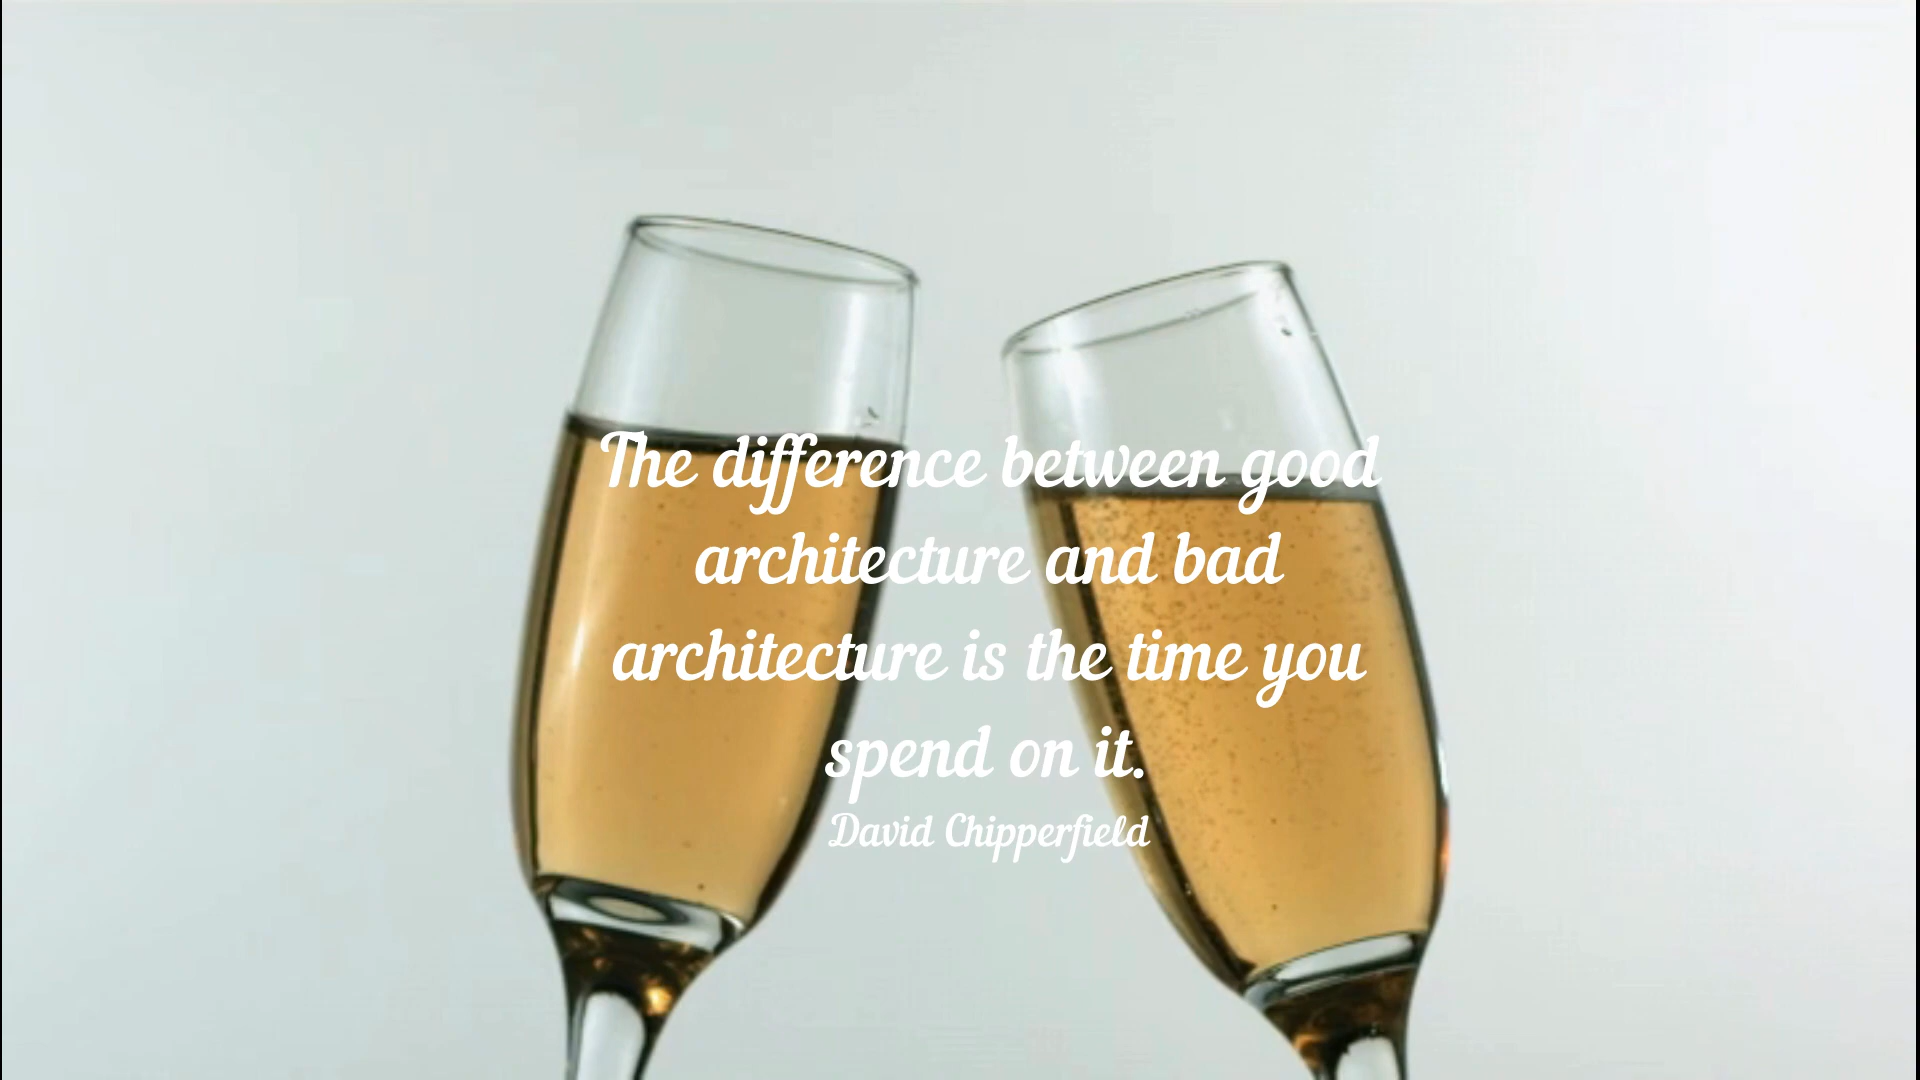 The difference between good
architecture and bad
architecture is the time you
spend on it.
David Chipperfield